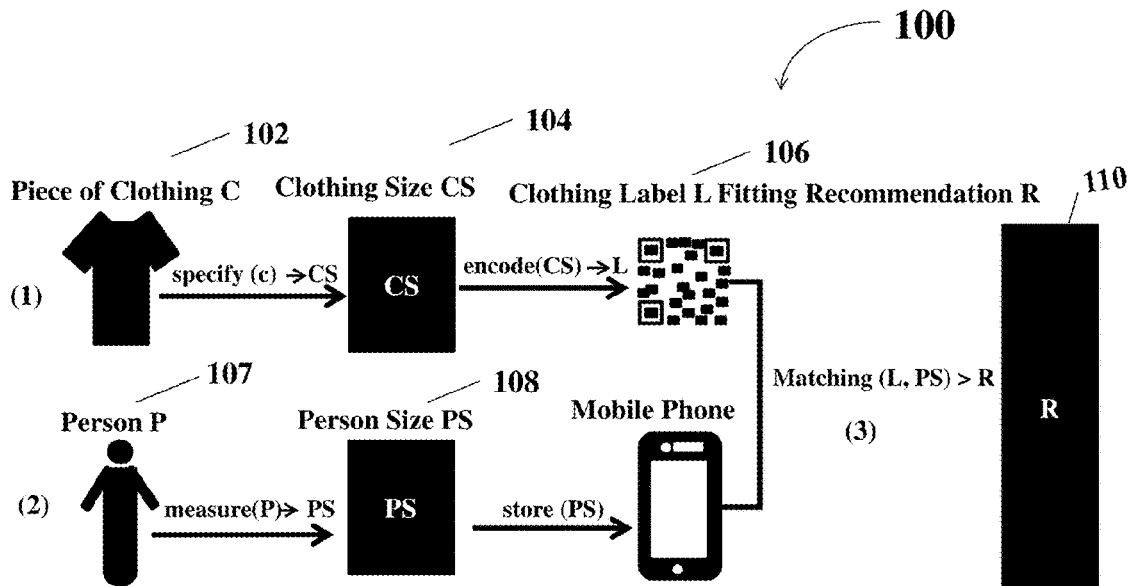 100
102
104
106
110
Piece of Clothing C
Clothing Size CS
Clothing Label L Fitting Recommendation R
specify (c) →CS
encode(CS) →L
CS
(1)
107
108
Matching (L, PS) > R
R
Person P
Person Size PS
Mobile Phone
(3)
(2)
measure(P)→ PS
PS
store (PS)